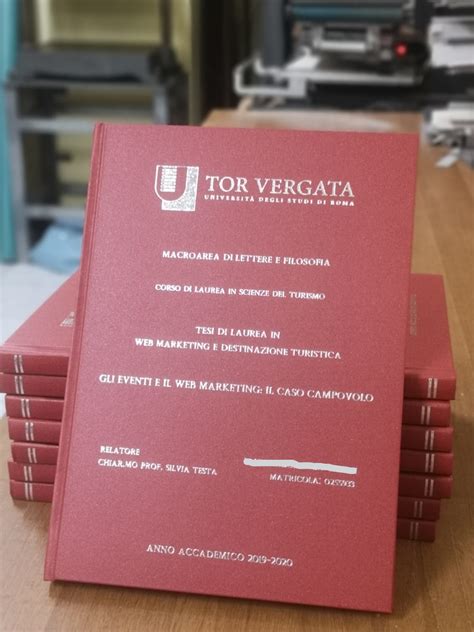 TOR VERGATA
UNIVERSITÀ DEGLI STUDI DI ROMA
MACROAREA DI LETTERE E FILOSOFIA
CORSO DI LAUREA IN SCIENZE DEL TURISMO
TESI DI LAUREA IN
WEB MARKETING E DESTINAZIONE TURISTICA
GLI EVENTI E IL WEB MARKETING: IL CASO CAMPOVOLO
RELATORE
CHIAR.MO PROF. SILVIA TESTA
MATRICOLA: 0255933
ANNO ACCADEMICO 2019-2020